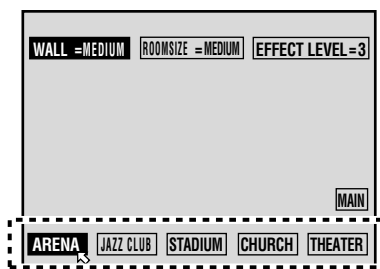 WALL =MEDIUM ROOMSIZE =MEDIUM EFFECT LEVEL=3
MAIN
ARENA JAZZ CLUB STADIUM CHURCH THEATER